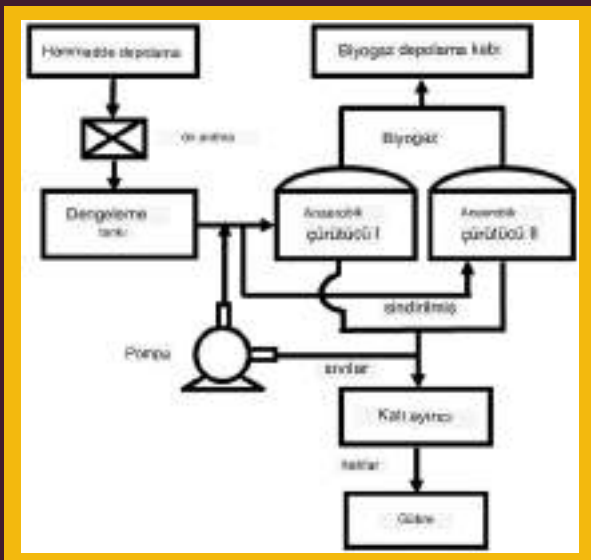 Hammadde depolama
Biyogaz depolama kabı
ön arıtma
Biyogaz
Dengeleme
tankı
Anaerobik
çürütücü I
Anaerobik
çürütücü II
sindirilmiş
Pompa
sıvılar
Katı ayırıcı
katılar
Gübre